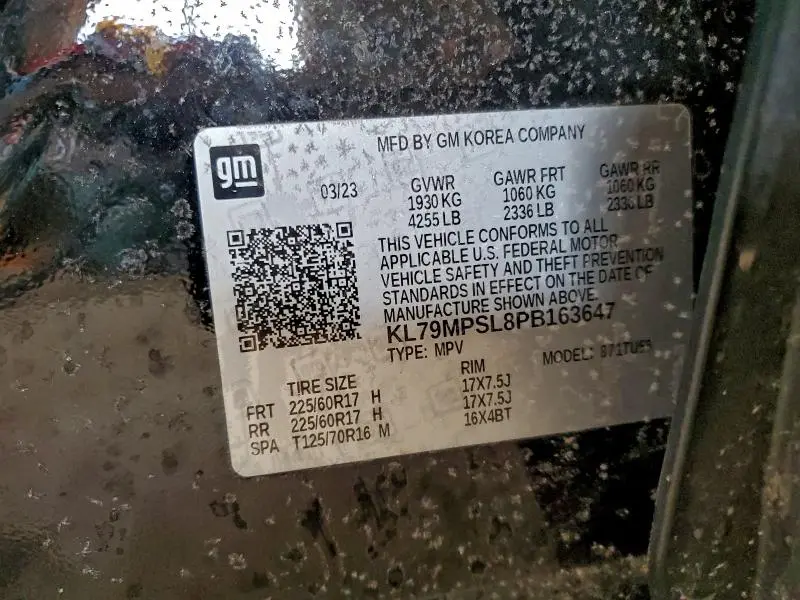 MFD BY GM KOREA COMPANY
gm
03/23
GVWR GAWR FRT GAWR RR
1930 KG 1060 KG 1060 KG
4255 LB 2336 LB 2336 LB
THIS VEHICLE CONFORMS TO ALL
APPLICABLE U.S. FEDERAL MOTOR
VEHICLE SAFETY AND THEFT PREVENTION
STANDARDS IN EFFECT ON THE DATE OF
MANUFACTURE SHOWN ABOVE.
KL79MPSL8PB163647
TYPE: MPV MODEL:
TIRE SIZE RIM
FRT 225/60R17 H 17X7.5J
RR 225/60R17 H 17X7.5J
SPA T125/70R16 M 16X4BT